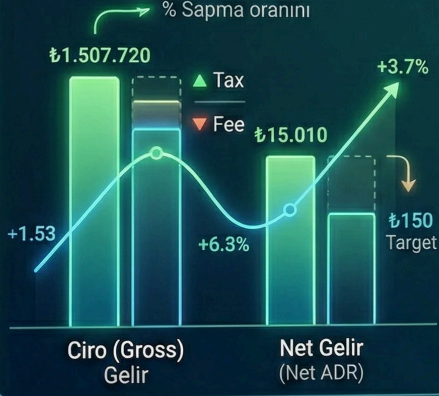 % Sapma oranını
₺1.507.720
+3.7%
▲ Tax
▼ Fee
₺15.010
+1.53
+6.3%
₺150
Target
Ciro (Gross)
Gelir
Net Gelir
(Net ADR)